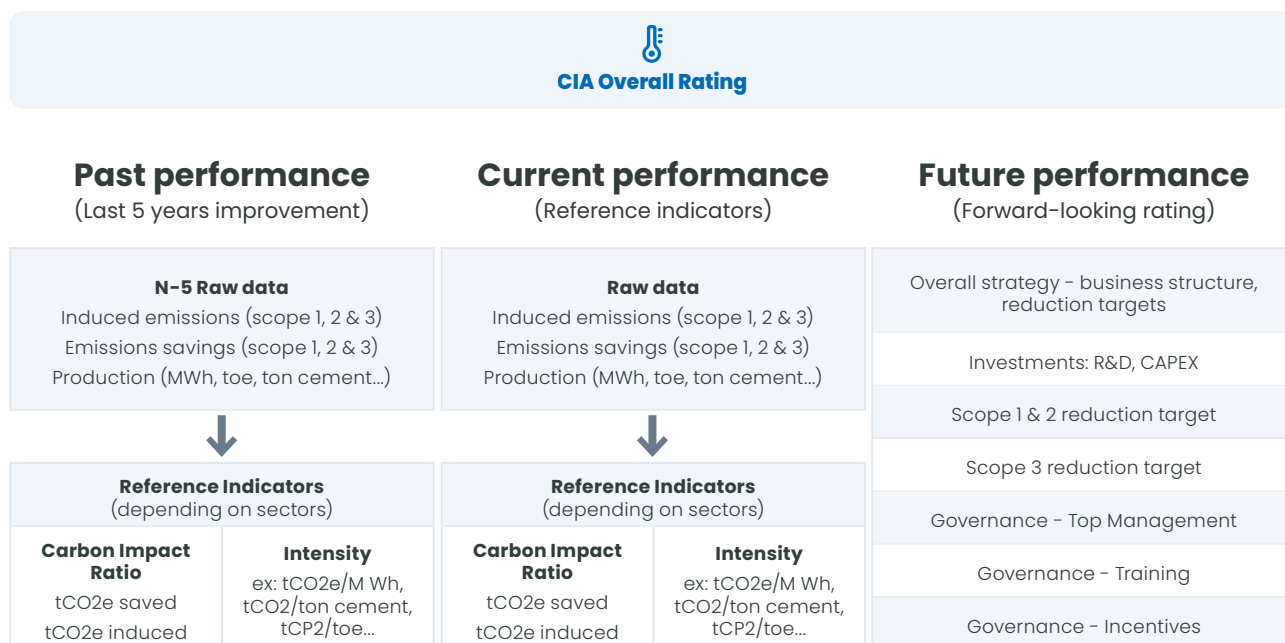 CIA Overall Rating
Past performance
(Last 5 years improvement)
N-5 Raw data
Induced emissions (scope 1, 2 & 3)
Emissions savings (scope 1, 2 & 3)
Production (MWh, toe, ton cement...)
Reference Indicators
(depending on sectors)
Carbon Impact
Ratio
tCO2e saved
tCO2e induced
Intensity
ex: tCO2e/M Wh,
tCO2/ton cement,
tCP2/toe...
Current performance
(Reference indicators)
Raw data
Induced emissions (scope 1, 2 & 3)
Emissions savings (scope 1, 2 & 3)
Production (MWh, toe, ton cement...)
Reference Indicators
(depending on sectors)
Carbon Impact
Ratio
tCO2e saved
tCO2e induced
Intensity
ex: tCO2e/M Wh,
tCO2/ton cement,
tCP2/toe...
Future performance
(Forward-looking rating)
Overall strategy - business structure,
reduction targets
Investments: R&D, CAPEX
Scope 1 & 2 reduction target
Scope 3 reduction target
Governance - Top Management
Governance - Training
Governance - Incentives